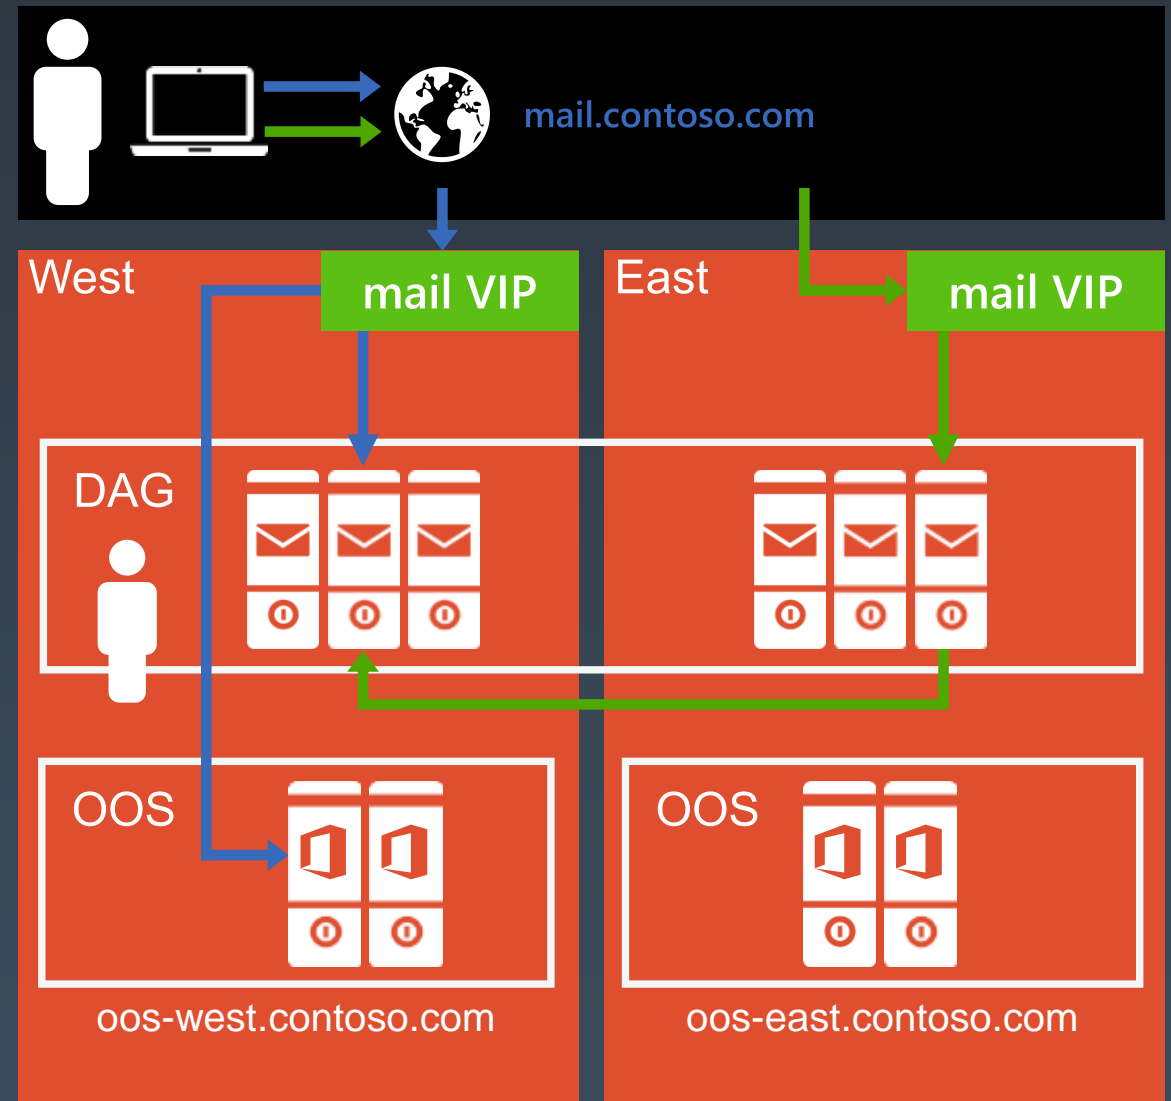 mail.contoso.com
West
mail VIP
East
mail VIP
DAG
OOS
OOS
oos-west.contoso.com
oos-east.contoso.com